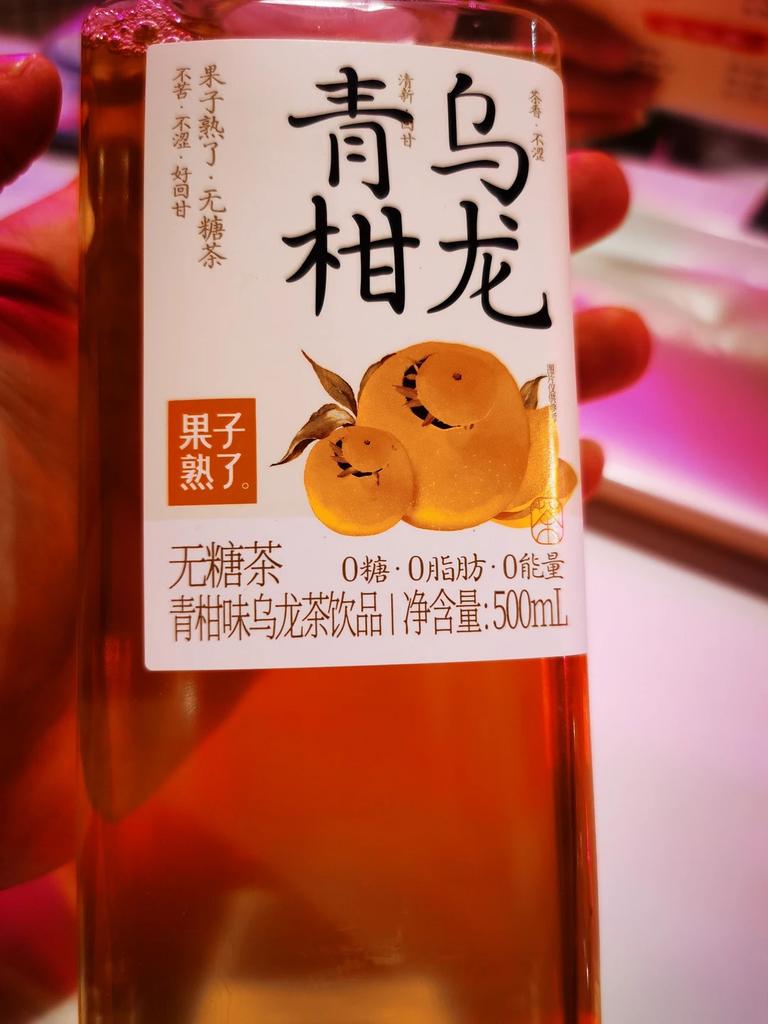 果子熟了·无糖茶
不苦·不涩·好回甘
茶香·不涩
乌龙
清新·回甘
青柑
果子
熟了。
无糖茶
0糖·0脂肪·0能量
青柑味乌龙茶饮品|净含量:500mL